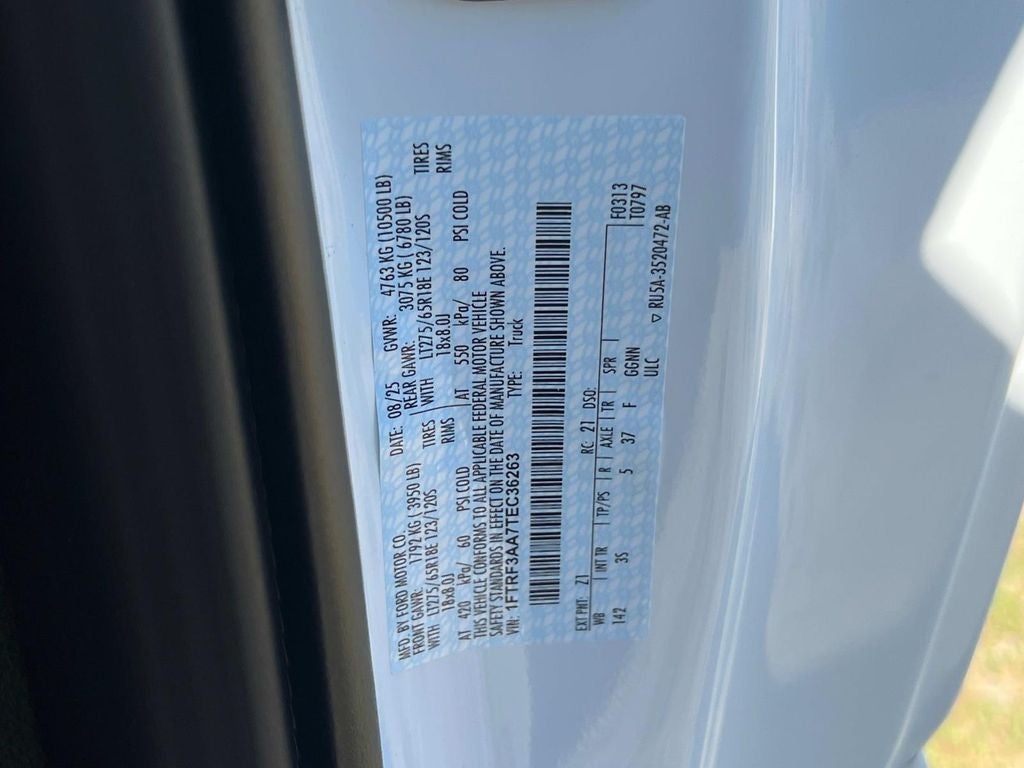 MFD. BY FORD MOTOR CO. DATE: 08/25 GVWR: 4763 KG (10500 LB)
FRONT GAWR: 1792 KG ( 3950 LB) REAR GAWR: 3075 KG ( 6780 LB)
WITH LT275/65R18E 123/120S TIRES WITH LT275/65R18E 123/120S TIRES
18x8.0J RIMS 18x8.0J RIMS
AT 420 kPa/ 60 PSI COLD AT 550 kPa/ 80 PSI COLD
THIS VEHICLE CONFORMS TO ALL APPLICABLE FEDERAL MOTOR VEHICLE
SAFETY STANDARDS IN EFFECT ON THE DATE OF MANUFACTURE SHOWN ABOVE.
VIN: 1FTRF3AA7TEC36263 TYPE: Truck
F0313
EXT PNT: Z1 RC: 21 DSO: T0797
WB INT TR TP/PS R AXLE TR SPR
142 3S 5 37 F GGNN
ULC ▽ RU5A-3520472-AB